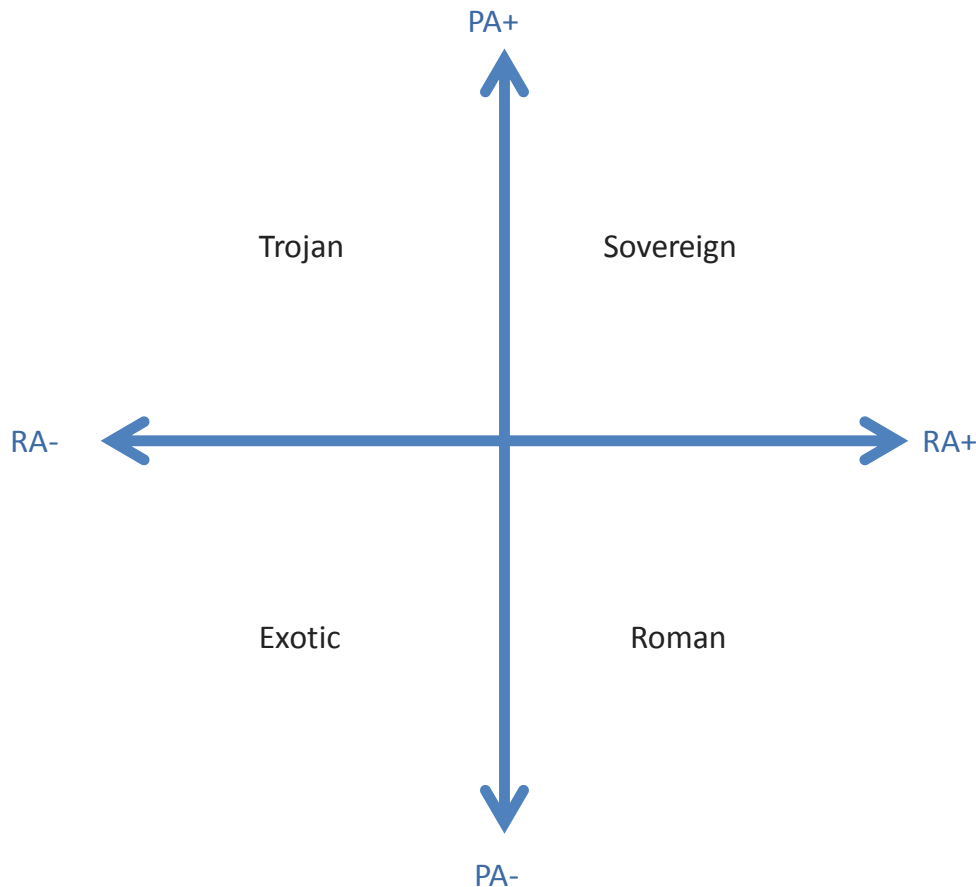 PA+
Trojan
Sovereign
RA-
RA+
Exotic
Roman
PA-